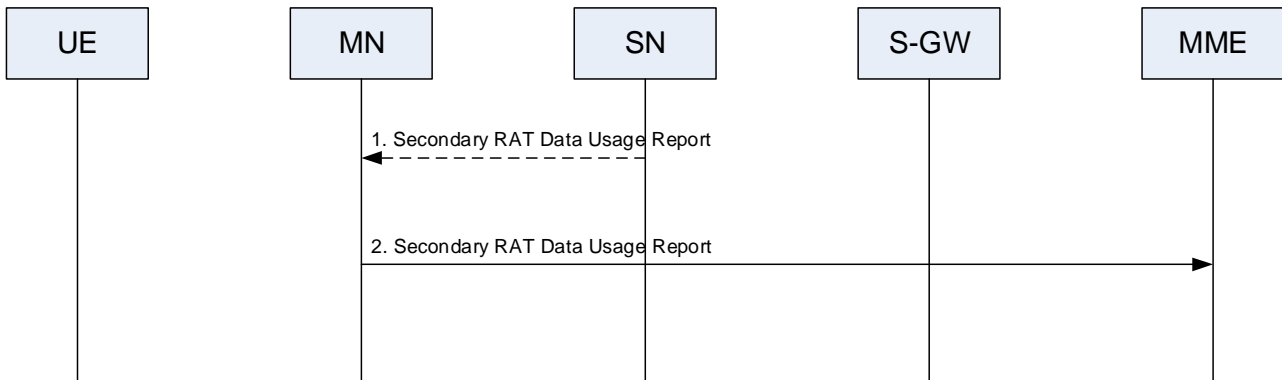 UE
MN
SN
S-GW
MME
1. Secondary RAT Data Usage Report
2. Secondary RAT Data Usage Report